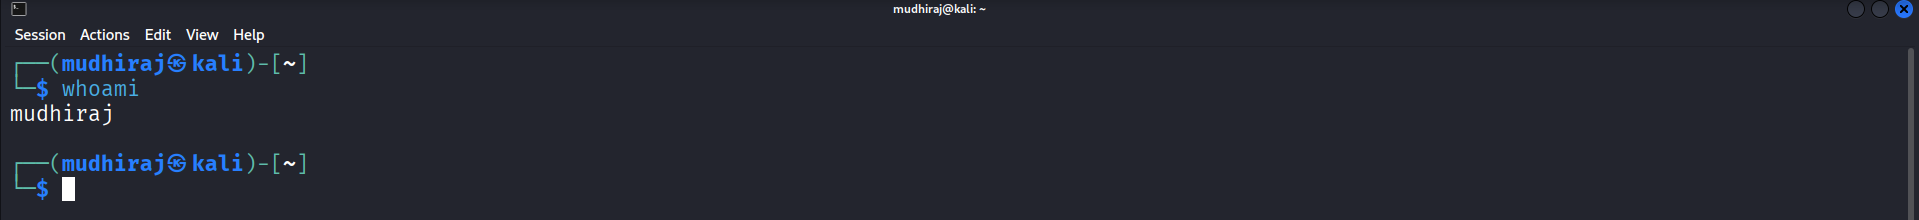 mudhiraj@kali: ~
Session Actions Edit View Help
┌──(mudhiraj㉿kali)-[~]
└─$ whoami
mudhiraj
┌──(mudhiraj㉿kali)-[~]
└─$